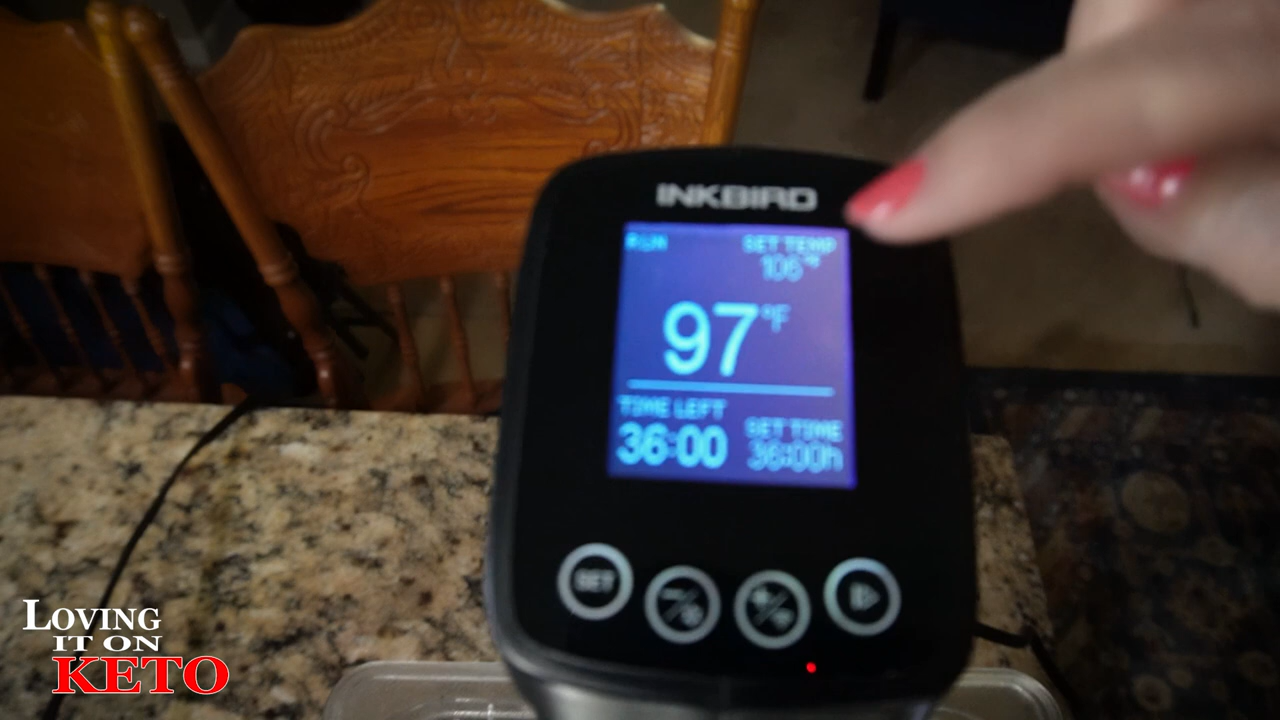 INKBIRD
RUN
SET TEMP
106°F
97°F
TIME LEFT
36:00
SET TIME
36:00h
SET
LOVING
IT ON
KETO